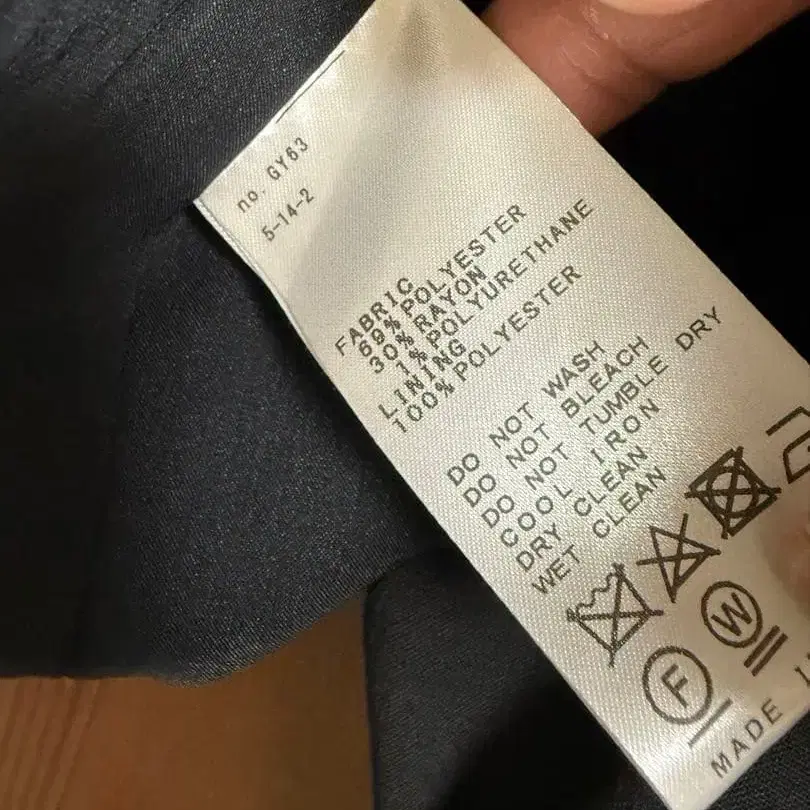 no. GY63
5-14-2
FABRIC
69% POLYESTER
30% RAYON
1% POLYURETHANE
LINING
100% POLYESTER
DO NOT WASH
DO NOT BLEACH
DO NOT TUMBLE DRY
COOL IRON
DRY CLEAN
WET CLEAN
W
F
MADE